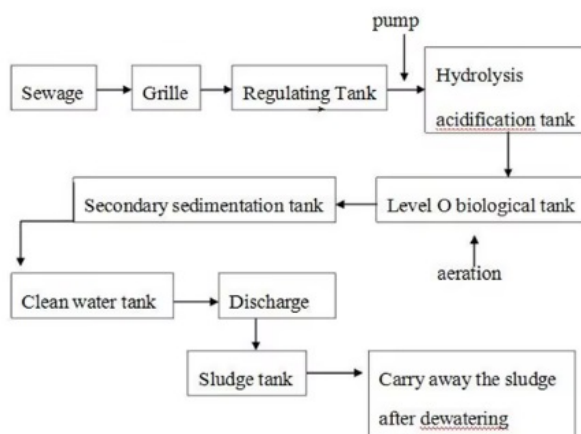 pump
Sewage
Grille
Regulating Tank
Hydrolysis
acidification tank
Secondary sedimentation tank
Level O biological tank
aeration
Clean water tank
Discharge
Sludge tank
Carry away the sludge
after dewatering